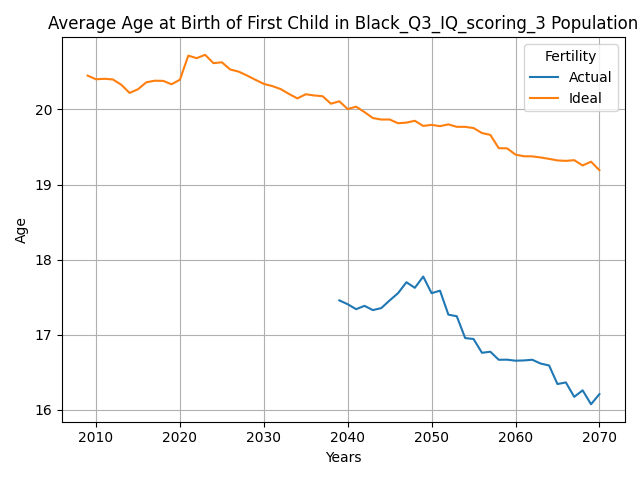 Average Age at Birth of First Child in Black_Q3_IQ_scoring_3 Population
Fertility
Actual
Ideal
Age
20
19
18
17
16
2010 2020 2030 2040 2050 2060 2070
Years